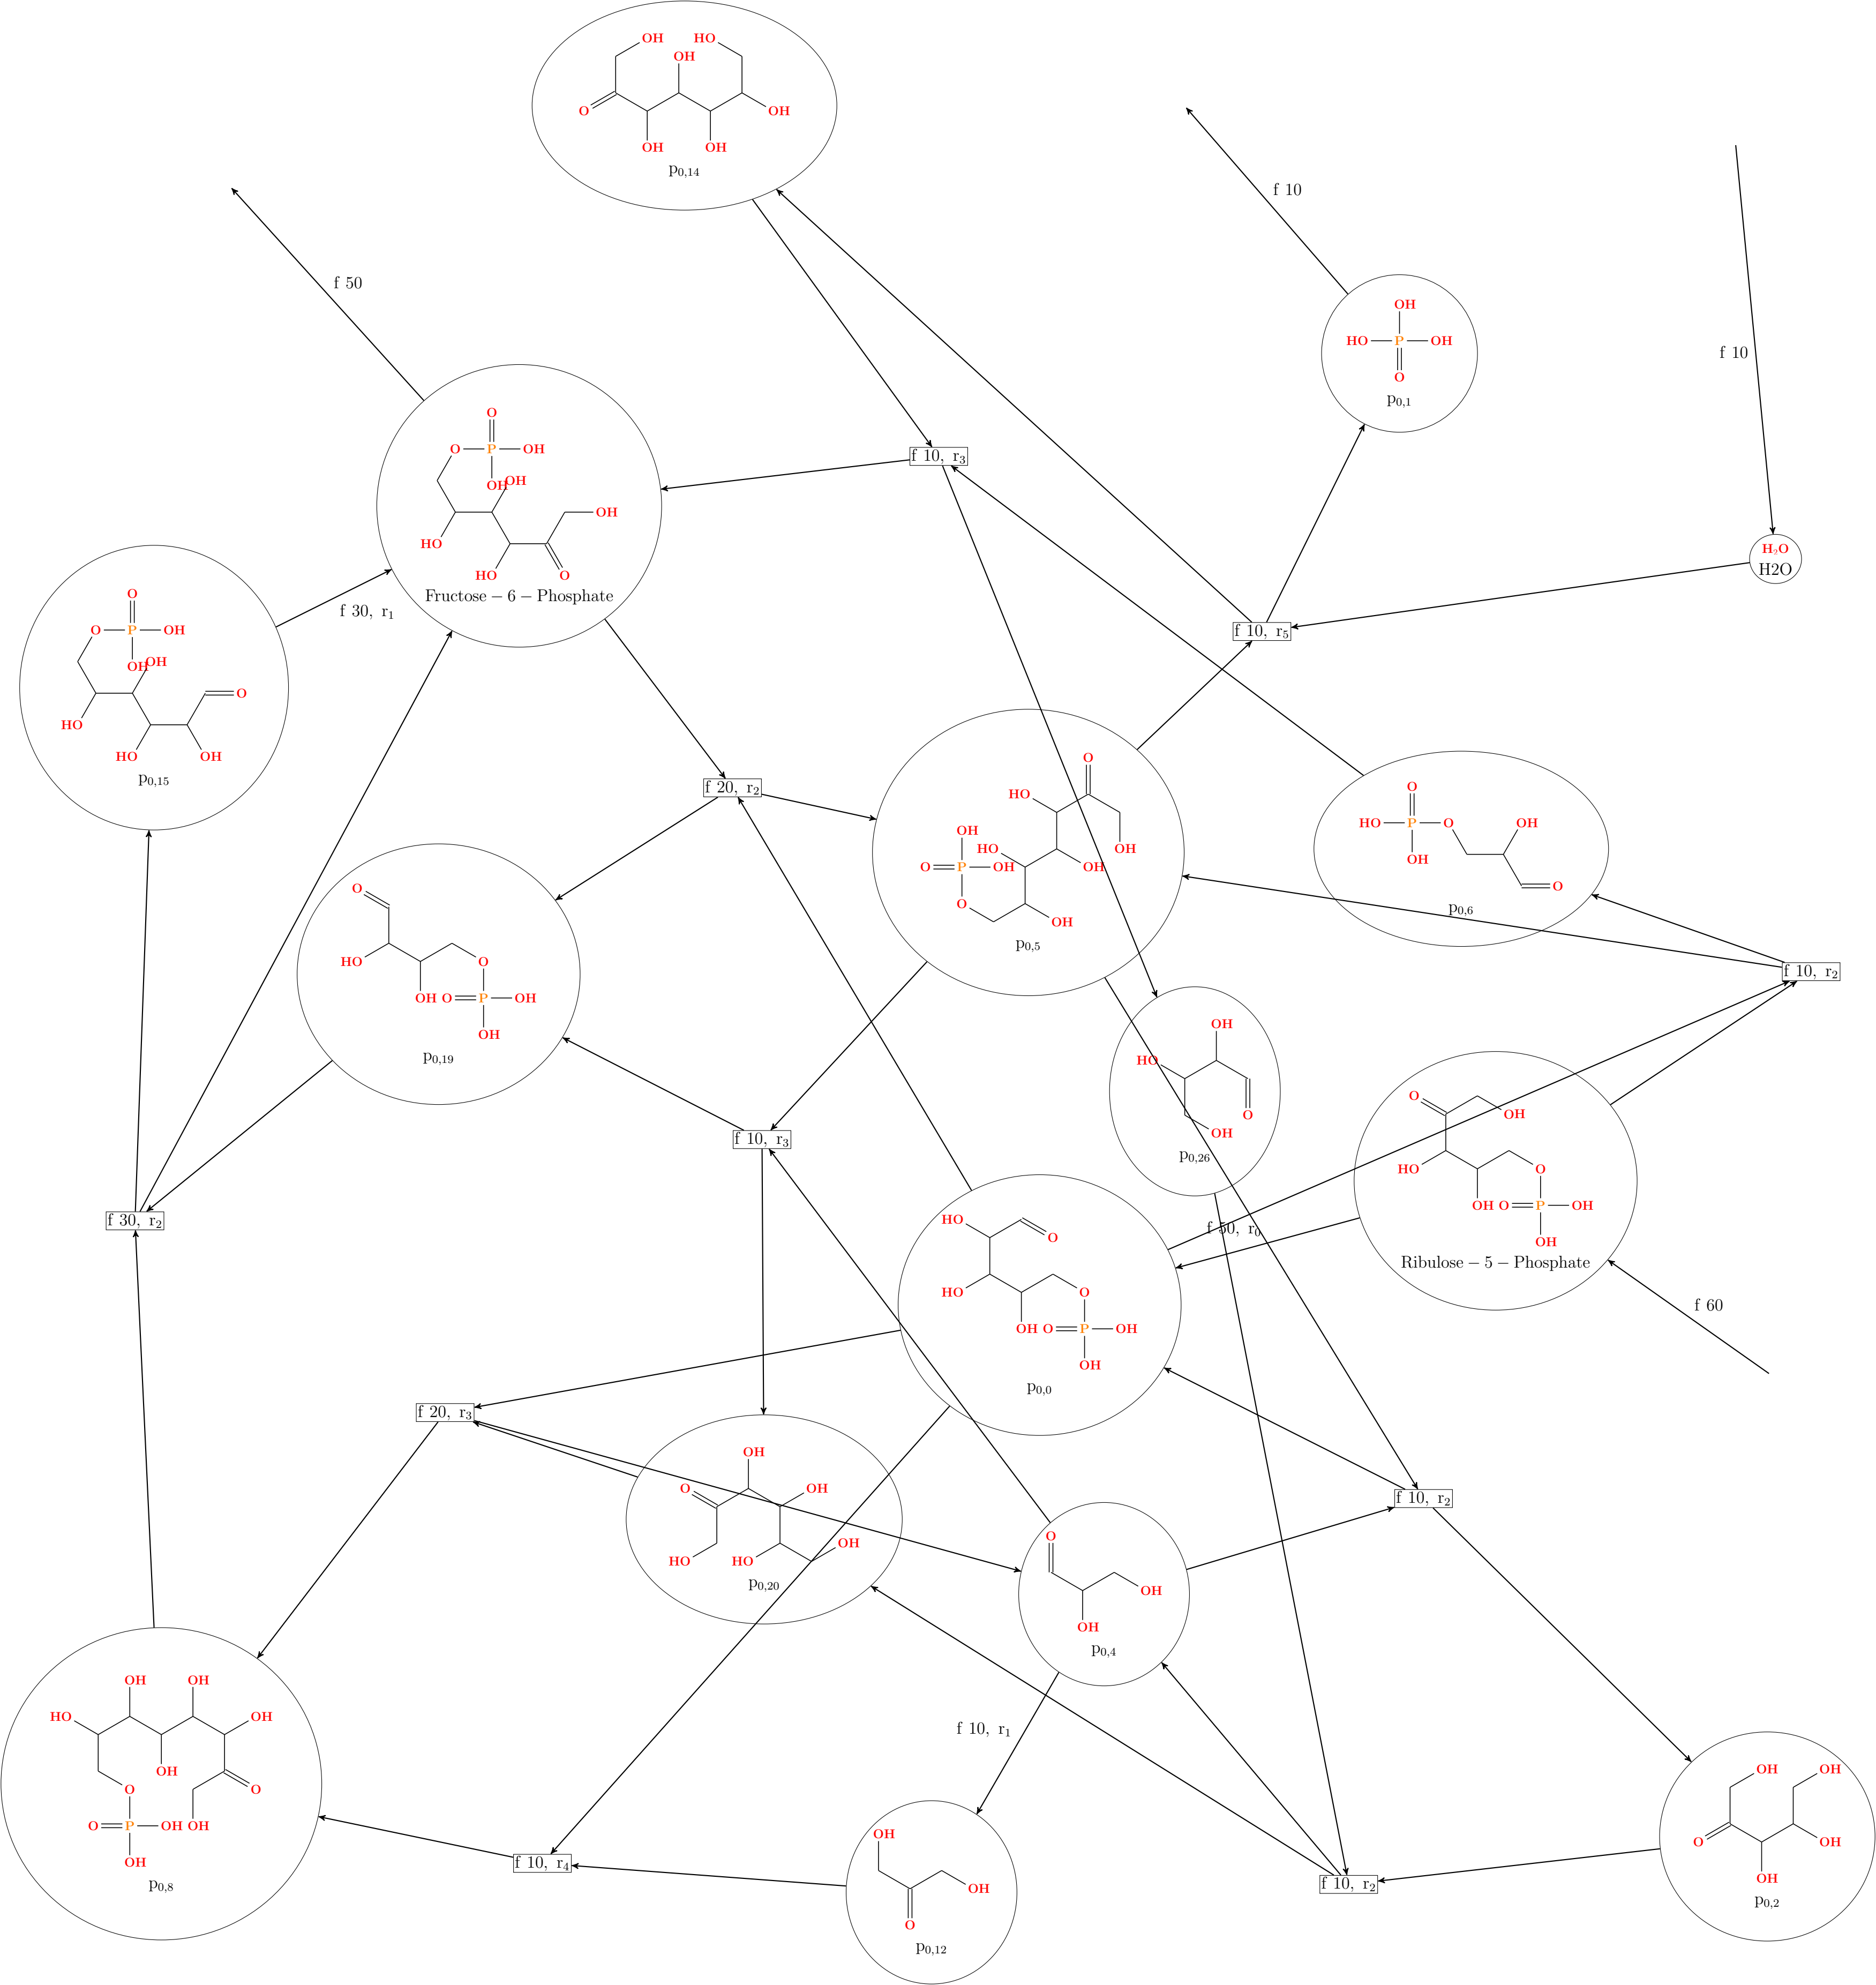 OH HO
OH
O OH
OH OH
p0,14
f 10
f 50
f 10
OH
HO P OH
O
p0,1
O
O P OH
OH OH
HO OH
HO O
Fructose − 6 − Phosphate
f 10, r3
H2O
H2O
f 30, r1
f 10, r5
O
O P OH
OH OH
O
HO
HO OH
p0,15
f 20, r2
O
HO
OH
HO OH
OH
O P OH
O OH
p0,5
O
HO P O OH
OH
O
p0,6
f 10, r2
O
HO O
OH O P OH
OH
p0,19
OH
HO
O
OH
p0,26
f 10, r3
O
OH
HO O
OH O P OH
OH
Ribulose − 5 − Phosphate
f 30, r2
f 50, r0
HO
O
HO O
OH O P OH
OH
p0,0
f 60
f 20, r3
OH
O OH
OH
HO HO
p0,20
f 10, r2
O
OH
OH
p0,4
f 10, r1
OH OH
HO OH
OH
O O
O P OH OH
OH
p0,8
f 10, r4
OH
OH
O
p0,12
f 10, r2
OH OH
O OH
OH
p0,2